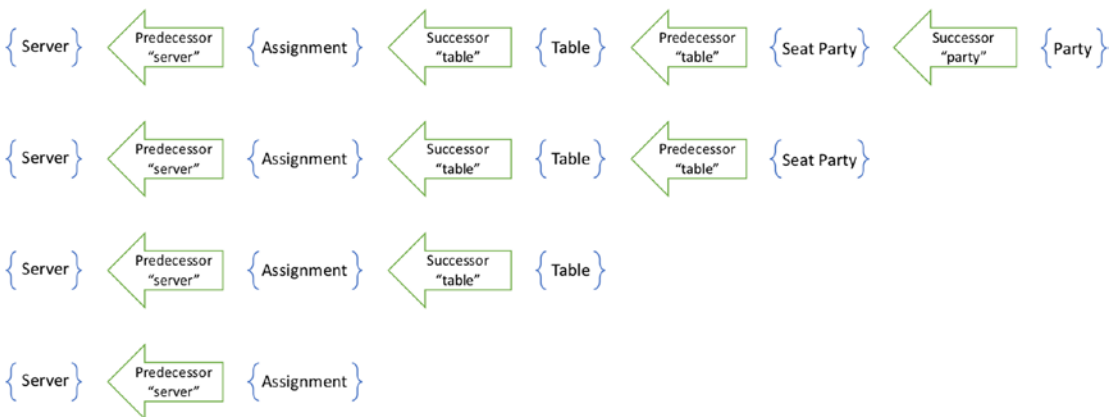 {Server} Predecessor "server" {Assignment} Successor "table" {Table} Predecessor "table" {Seat Party} Successor "party" {Party}
{Server} Predecessor "server" {Assignment} Successor "table" {Table} Predecessor "table" {Seat Party}
{Server} Predecessor "server" {Assignment} Successor "table" {Table}
{Server} Predecessor "server" {Assignment}